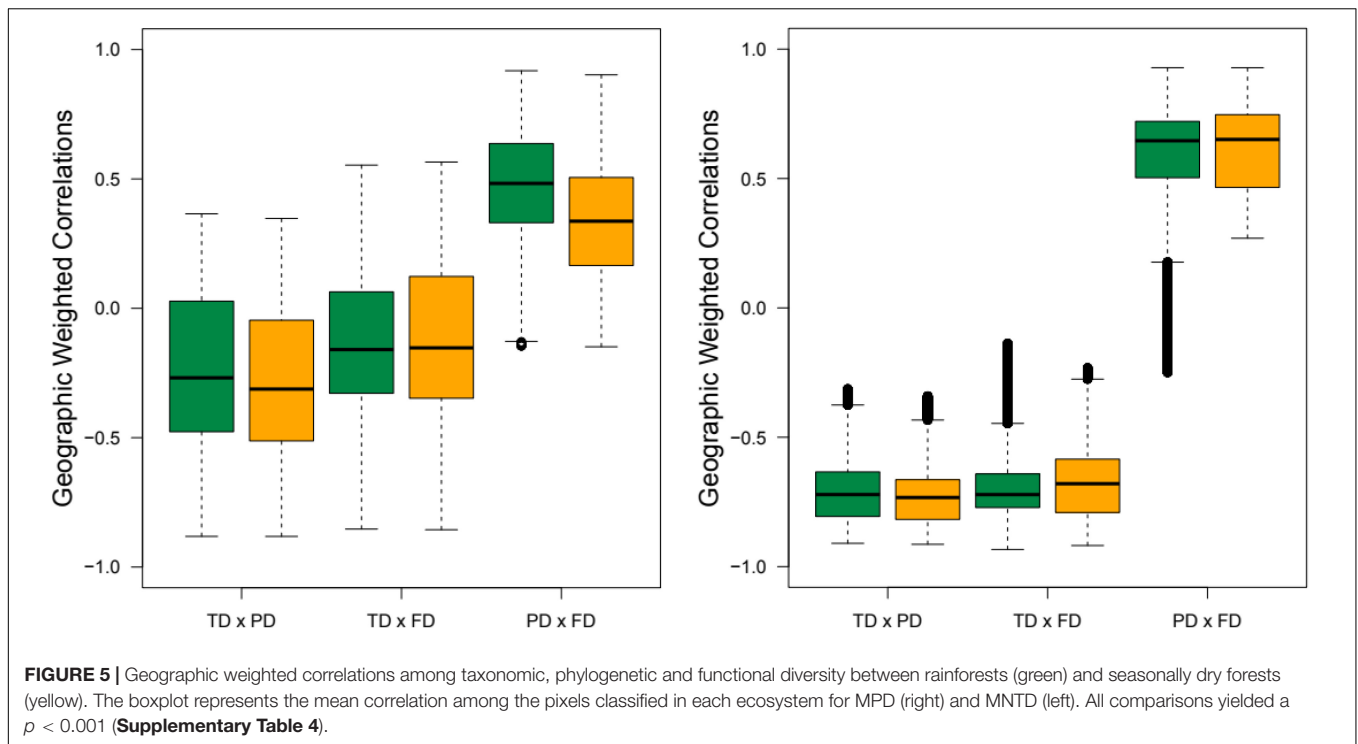 Geographic Weighted Correlations
1.0
0.5
0.0
−0.5
−1.0
TD x PD
TD x FD
PD x FD
Geographic Weighted Correlations
1.0
0.5
0.0
−0.5
−1.0
TD x PD
TD x FD
PD x FD
FIGURE 5 | Geographic weighted correlations among taxonomic, phylogenetic and functional diversity between rainforests (green) and seasonally dry forests
(yellow). The boxplot represents the mean correlation among the pixels classified in each ecosystem for MPD (right) and MNTD (left). All comparisons yielded a
p < 0.001 (Supplementary Table 4).